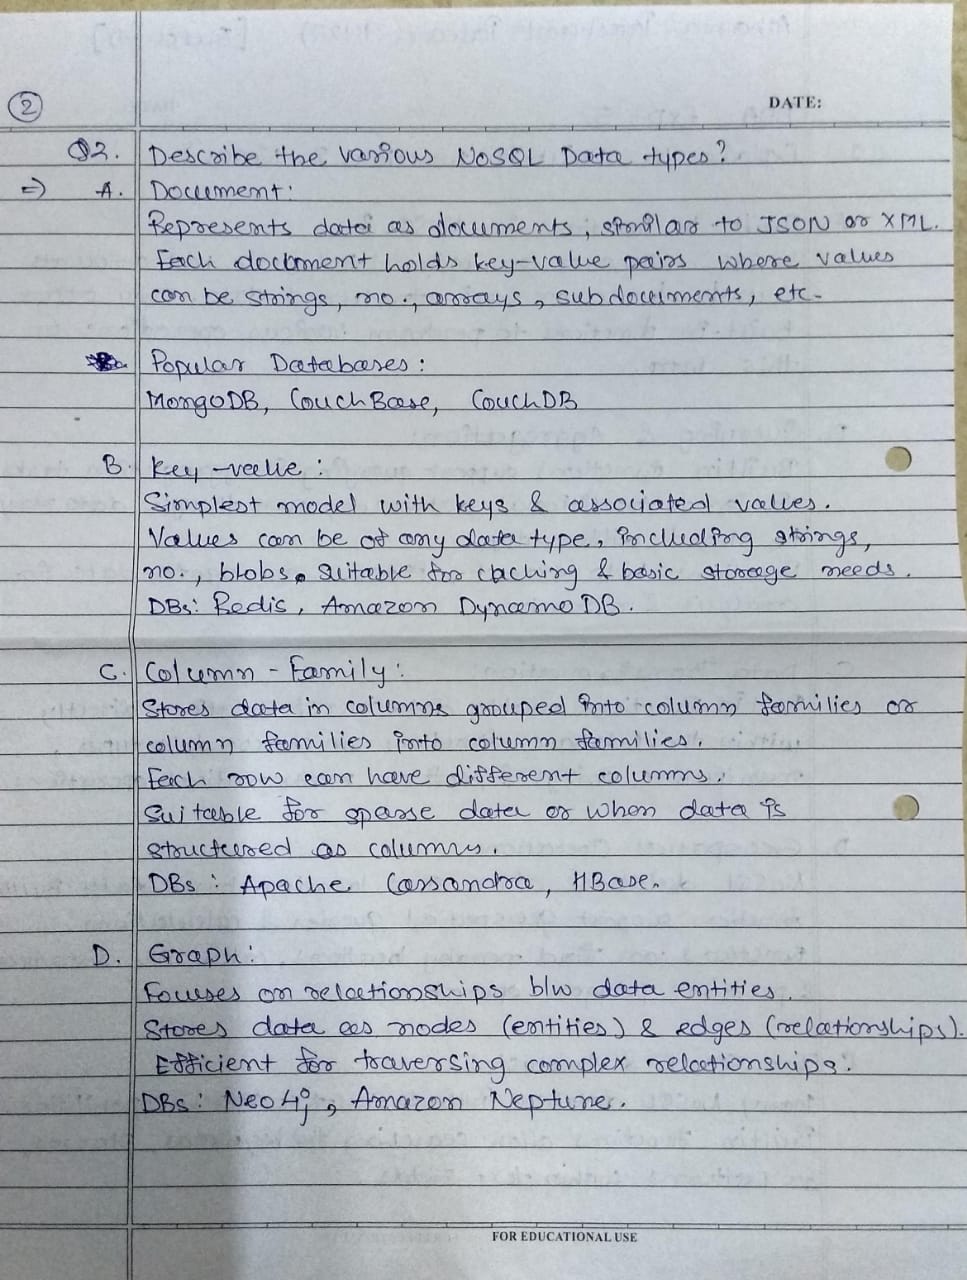 2
DATE:
Q2. Describe the various NoSQL Data types?
=> A. Document:
Represents data as documents, similar to JSON or XML.
Each document holds key-value pairs where values
can be strings, no., arrays, subdocuments, etc.
Popular Databases:
MongoDB, CouchBase, CouchDB
B. Key-value:
Simplest model with keys & associated values.
Values can be of any data type, including strings,
no., blobs. Suitable for caching & basic storage needs.
DBs: Redis, Amazon Dynamo DB.
C. Column-Family:
Stores data in columns grouped into column families or
column families into column families.
Each row can have different columns.
Suitable for sparse data or when data is
structured as columns.
DBs: Apache Cassandra, HBase.
D. Graph:
Focuses on relationships b/w data entities.
Stores data as nodes (entities) & edges (relationships).
Efficient for traversing complex relationships.
DBs: Neo4j, Amazon Neptune.
FOR EDUCATIONAL USE